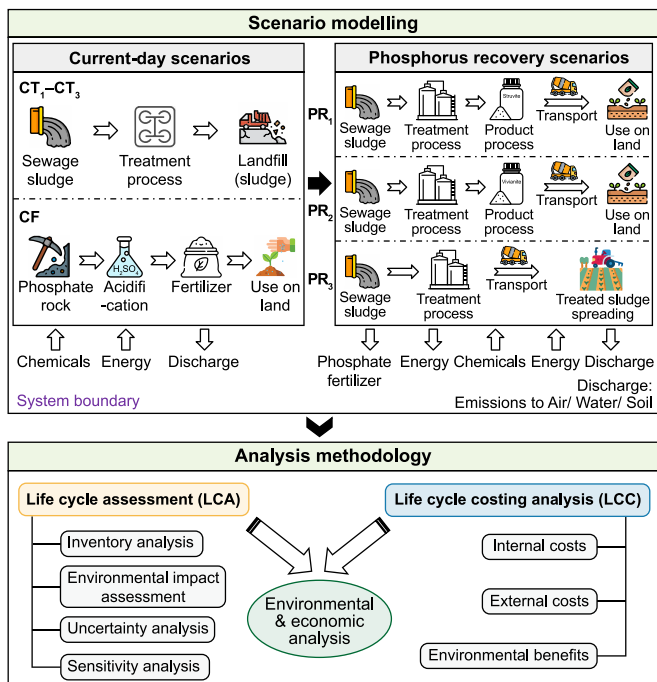 Scenario modelling
Current-day scenarios
CT1–CT3
Sewage
sludge
Treatment
process
Landfill
(sludge)
CF
H2SO4
Phosphate
rock
Acidifi
-cation
Fertilizer
Use on
land
Chemicals
Energy
Discharge
System boundary
Phosphorus recovery scenarios
PR1
Struvite
Sewage
sludge
Treatment
process
Product
process
Transport
Use on
land
PR2
Vivianite
Sewage
sludge
Treatment
process
Product
process
Transport
Use on
land
PR3
Sewage
sludge
Treatment
process
Transport
Treated sludge
spreading
Phosphate
fertilizer
Energy
Chemicals
Energy
Discharge
Discharge:
Emissions to Air/ Water/ Soil
Analysis methodology
Life cycle assessment (LCA)
Inventory analysis
Environmental impact
assessment
Uncertainty analysis
Sensitivity analysis
Environmental
& economic
analysis
Life cycle costing analysis (LCC)
Internal costs
External costs
Environmental benefits